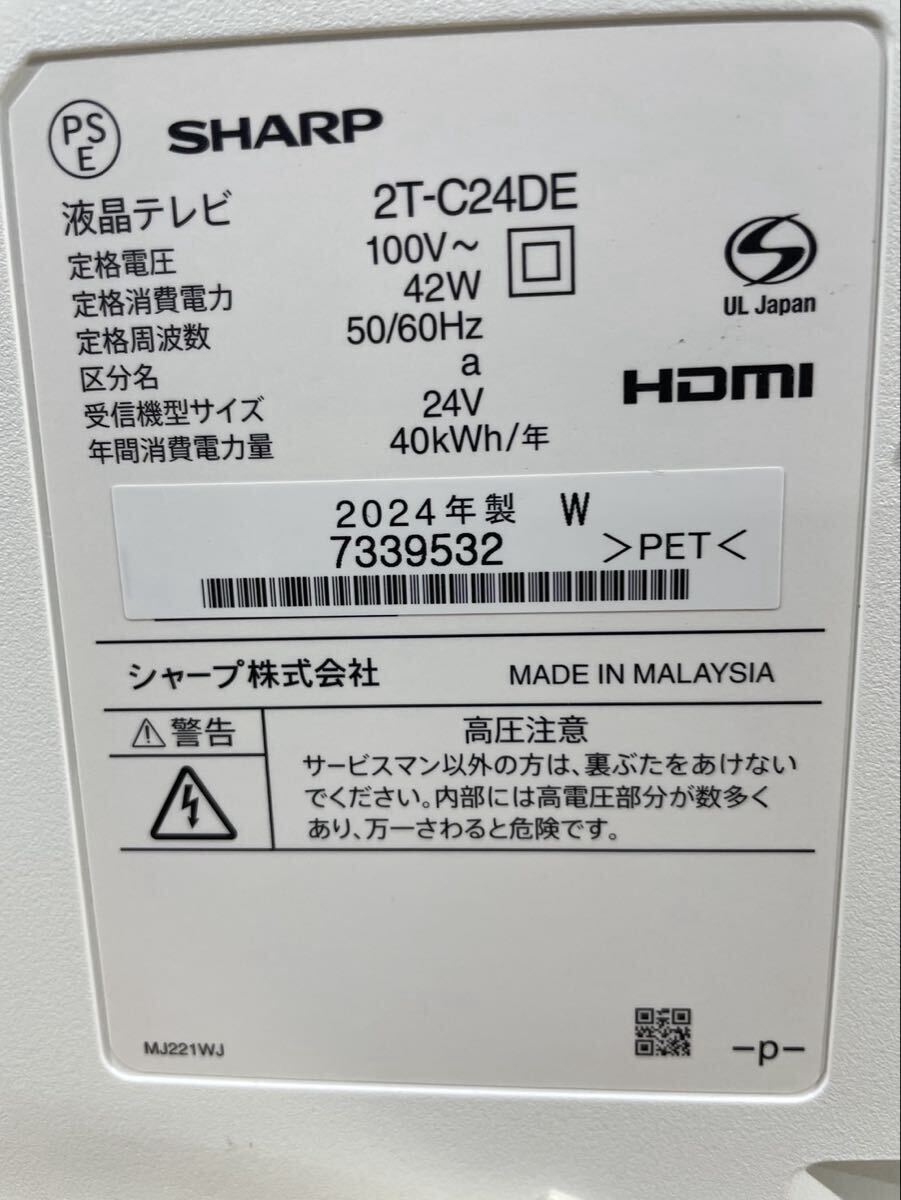 PS
E
SHARP
液晶テレビ 2T-C24DE
定格電圧 100V～
定格消費電力 42W
定格周波数 50/60Hz
区分名 a
受信機型サイズ 24V
年間消費電力量 40kWh/年
UL Japan
HDMI
2024年製 W
7339532 >PET<
シャープ株式会社 MADE IN MALAYSIA
⚠警告
高圧注意
サービスマン以外の方は、裏ぶたをあけない
でください。内部には高電圧部分が数多く
あり、万一さわると危険です。
MJ221WJ
-p-